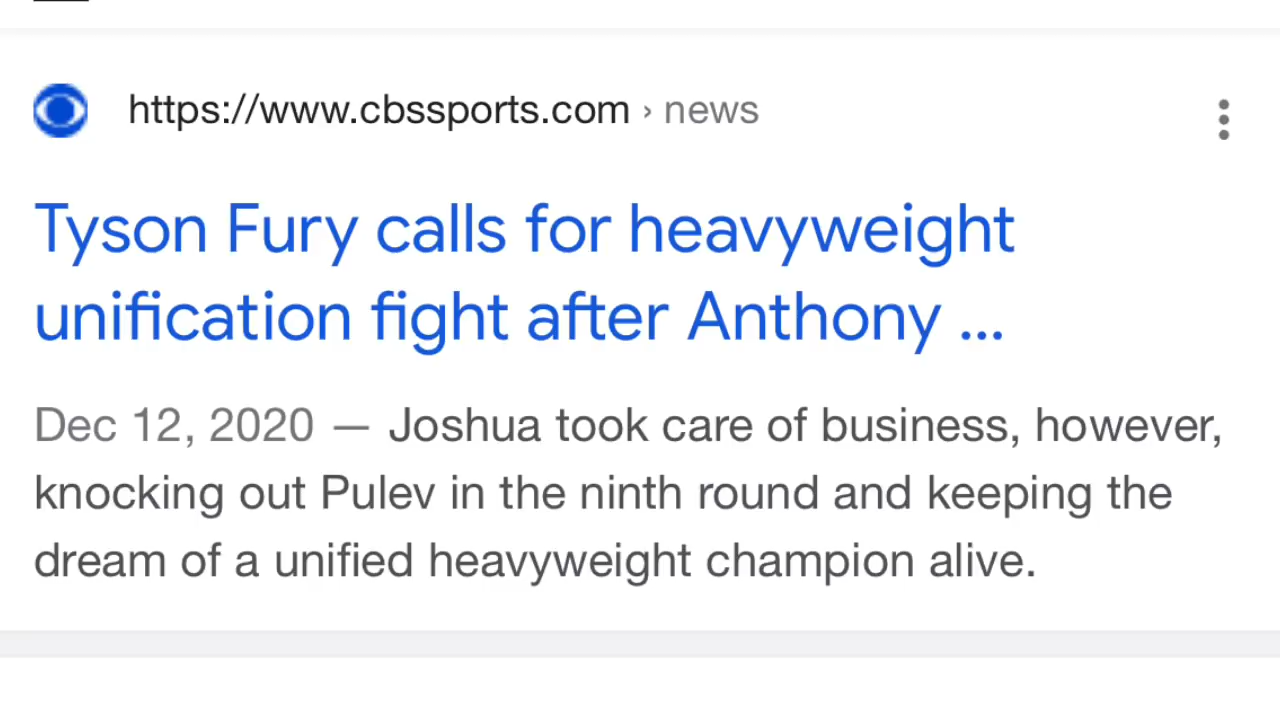 https://www.cbssports.com › news
Tyson Fury calls for heavyweight
unification fight after Anthony ...
Dec 12, 2020 — Joshua took care of business, however,
knocking out Pulev in the ninth round and keeping the
dream of a unified heavyweight champion alive.